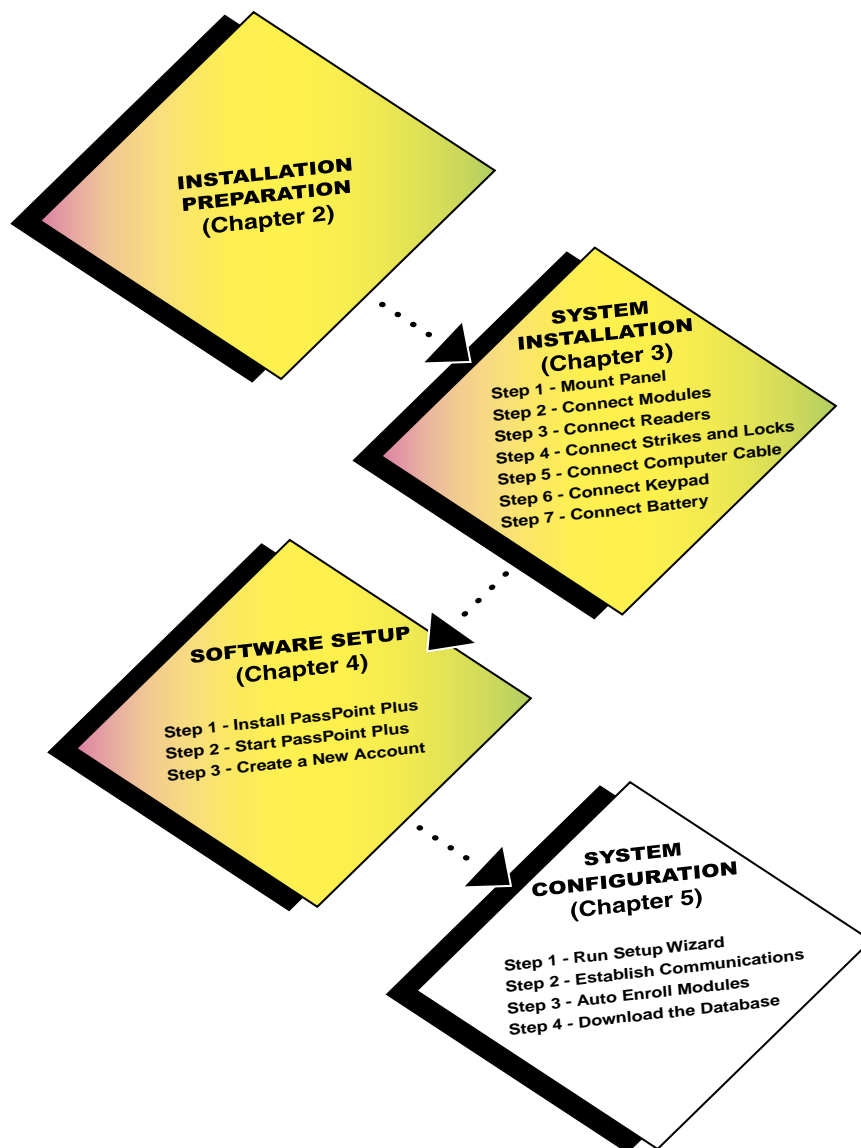 INSTALLATION
PREPARATION
(Chapter 2)
SYSTEM
INSTALLATION
(Chapter 3)
Step 1 - Mount Panel
Step 2 - Connect Modules
Step 3 - Connect Readers
Step 4 - Connect Strikes and Locks
Step 5 - Connect Computer Cable
Step 6 - Connect Keypad
Step 7 - Connect Battery
SOFTWARE SETUP
(Chapter 4)
Step 1 - Install PassPoint Plus
Step 2 - Start PassPoint Plus
Step 3 - Create a New Account
SYSTEM
CONFIGURATION
(Chapter 5)
Step 1 - Run Setup Wizard
Step 2 - Establish Communications
Step 3 - Auto Enroll Modules
Step 4 - Download the Database